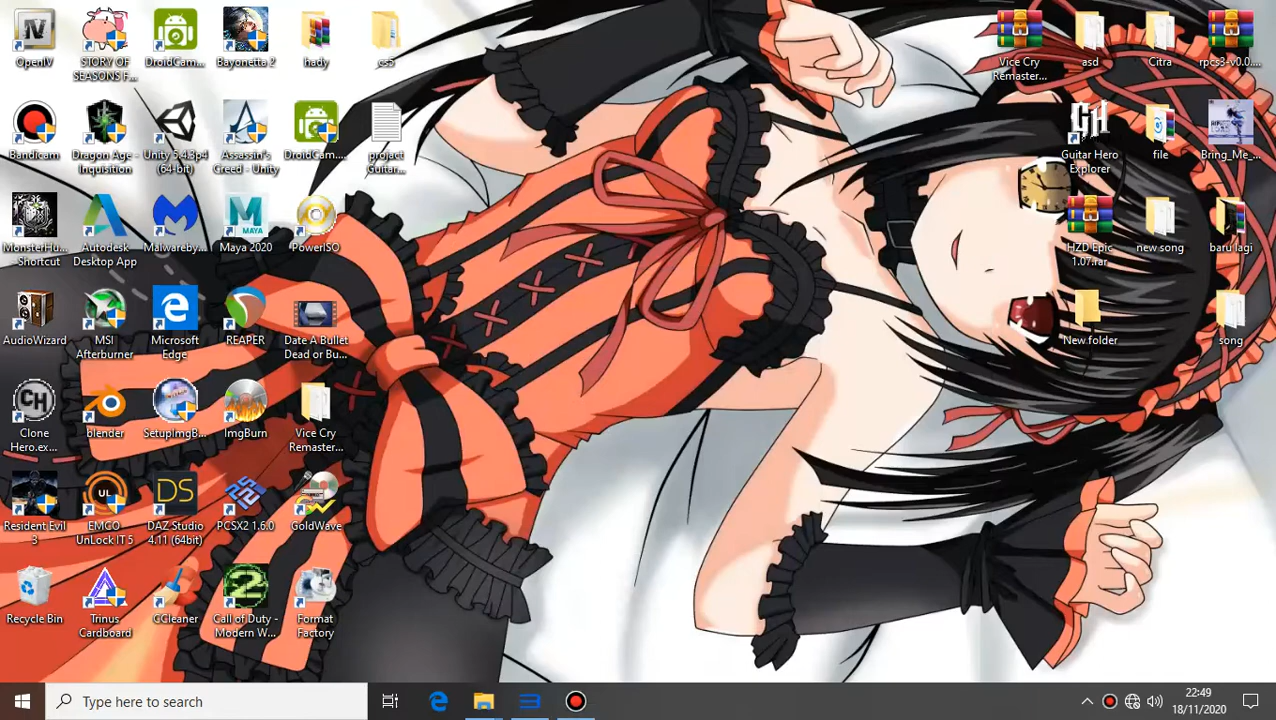 OpenIV
STORY OF
SEASONS F...
DroidCam...
Bayonetta 2
hady
cs5
Vice Cry
Remaster...
asd
Citra
rpcs3-v0.0....
Bandicam
Dragon Age -
Inquisition
Unity 5.4.3p4
(64-bit)
Assassin's
Creed - Unity
DroidCam....
project
Guitar...
Guitar Hero
Explorer
file
Bring_Me_...
MonsterHu...
- Shortcut
Autodesk
Desktop App
Malwareby...
Maya 2020
PowerISO
HZD Epic
1.07.rar
new song
baru lagi
AudioWizard
MSI
Afterburner
Microsoft
Edge
REAPER
Date A Bullet
Dead or Bu...
New folder
song
Clone
Hero.ex...
blender
SetupImgB...
ImgBurn
Vice Cry
Remaster...
Resident Evil
3
EMCO
UnLock IT 5
DAZ Studio
4.11 (64bit)
PCSX2 1.6.0
GoldWave
Recycle Bin
Trinus
Cardboard
CCleaner
Call of Duty -
Modern W...
Format
Factory
Type here to search
22:49
18/11/2020